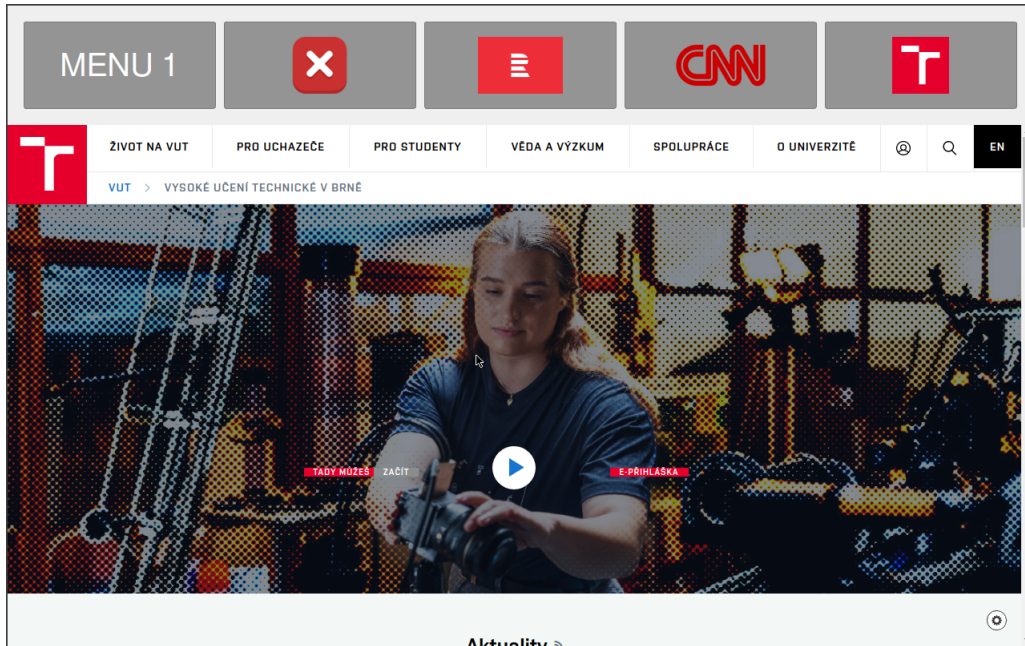 MENU 1
CNN
ŽIVOT NA VUT
PRO UCHAZEČE
PRO STUDENTY
VĚDA A VÝZKUM
SPOLUPRÁCE
O UNIVERZITĚ
EN
VUT > VYSOKÉ UČENÍ TECHNICKÉ V BRNĚ
TADY MŮŽEŠ ZAČÍT
E-PŘIHLÁŠKA
Aktuality